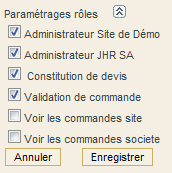 Paramétrages rôles
Administrateur Site de Démo
Administrateur JHR SA
Constitution de devis
Validation de commande
Voir les commandes site
Voir les commandes societe
Annuler Enregistrer